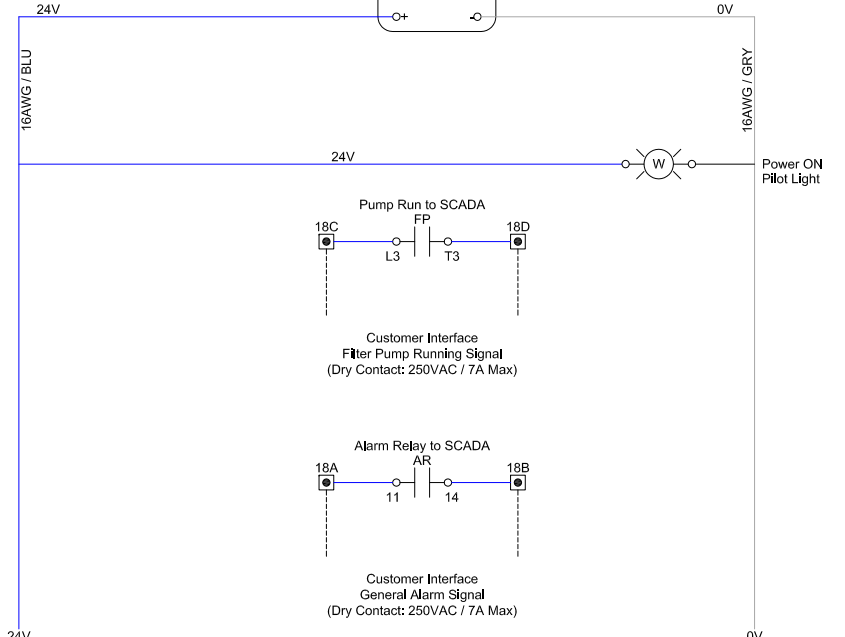 24V
0V
+
-
16AWG / BLU
16AWG / GRY
24V
W
Power ON
Pilot Light
Pump Run to SCADA
FP
18C
18D
L3
T3
Customer Interface
Filter Pump Running Signal
(Dry Contact: 250VAC / 7A Max)
Alarm Relay to SCADA
AR
18A
18B
11
14
Customer Interface
General Alarm Signal
(Dry Contact: 250VAC / 7A Max)
24V
0V